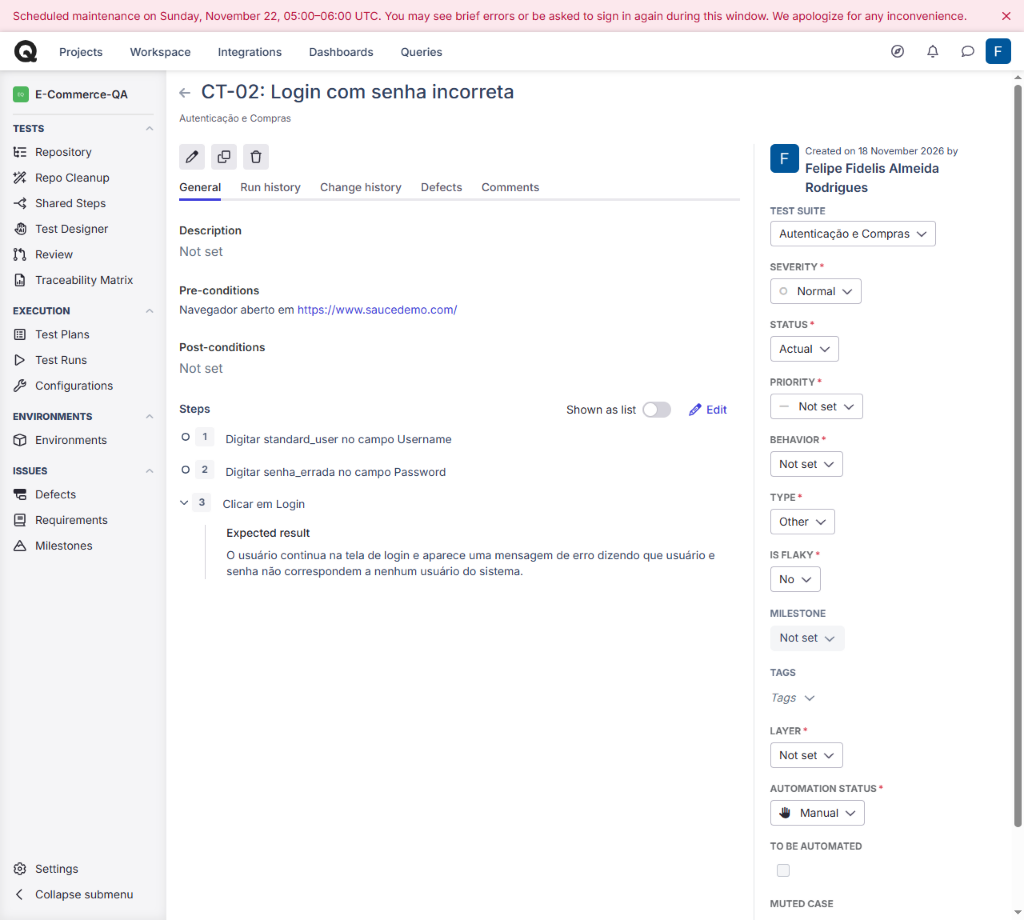 Scheduled maintenance on Sunday, November 22, 05:00–06:00 UTC. You may see brief errors or be asked to sign in again during this window. We apologize for any inconvenience.
Projects
Workspace
Integrations
Dashboards
Queries
F
E-Commerce-QA
TESTS
Repository
Repo Cleanup
Shared Steps
Test Designer
Review
Traceability Matrix
EXECUTION
Test Plans
Test Runs
Configurations
ENVIRONMENTS
Environments
ISSUES
Defects
Requirements
Milestones
Settings
Collapse submenu
CT-02: Login com senha incorreta
Autenticação e Compras
General
Run history
Change history
Defects
Comments
Description
Not set
Pre-conditions
Navegador aberto em https://www.saucedemo.com/
Post-conditions
Not set
Steps
Shown as list
Edit
1 Digitar standard_user no campo Username
2 Digitar senha_errada no campo Password
3 Clicar em Login
Expected result
O usuário continua na tela de login e aparece uma mensagem de erro dizendo que usuário e
senha não correspondem a nenhum usuário do sistema.
F
Created on 18 November 2026 by
Felipe Fidelis Almeida
Rodrigues
TEST SUITE
Autenticação e Compras
SEVERITY*
Normal
STATUS*
Actual
PRIORITY*
Not set
BEHAVIOR*
Not set
TYPE*
Other
IS FLAKY*
No
MILESTONE
Not set
TAGS
Tags
LAYER*
Not set
AUTOMATION STATUS*
Manual
TO BE AUTOMATED
MUTED CASE